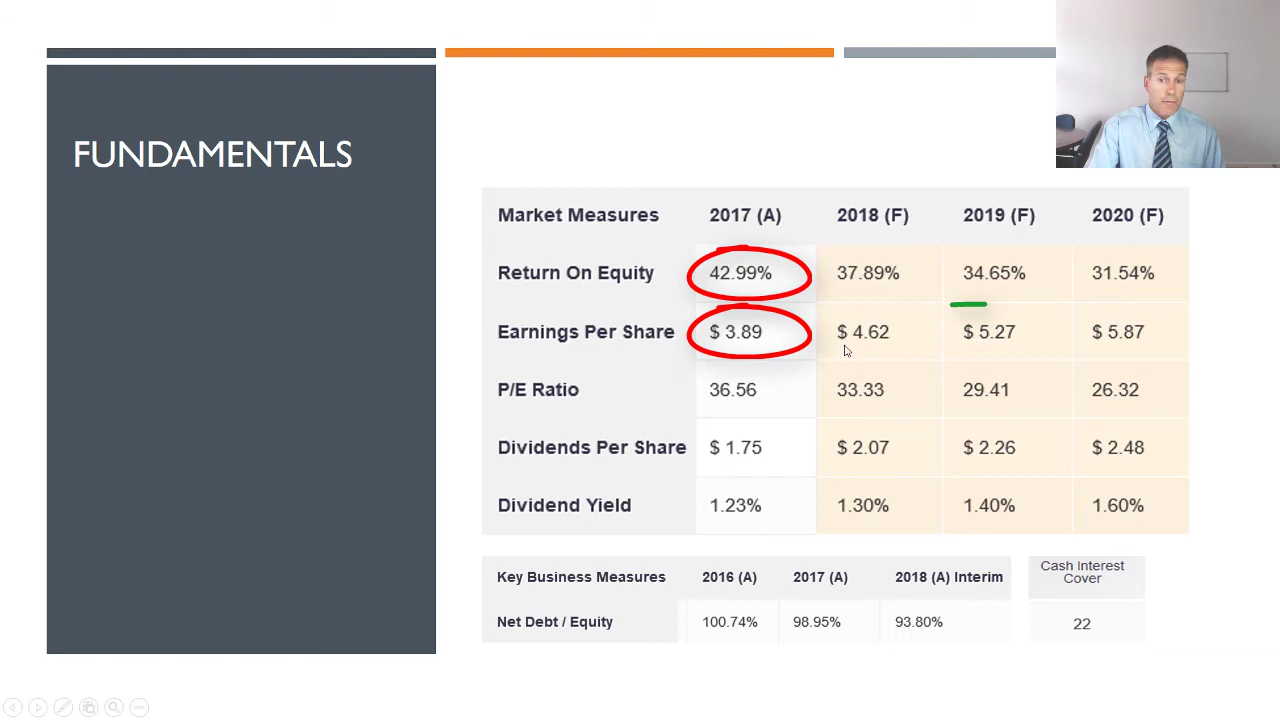 FUNDAMENTALS
Market Measures 2017 (A) 2018 (F) 2019 (F) 2020 (F)
Return On Equity 42.99% 37.89% 34.65% 31.54%
Earnings Per Share $ 3.89 $ 4.62 $ 5.27 $ 5.87
P/E Ratio 36.56 33.33 29.41 26.32
Dividends Per Share $ 1.75 $ 2.07 $ 2.26 $ 2.48
Dividend Yield 1.23% 1.30% 1.40% 1.60%
Key Business Measures 2016 (A) 2017 (A) 2018 (A) Interim
Net Debt / Equity 100.74% 98.95% 93.80%
Cash Interest
Cover
22